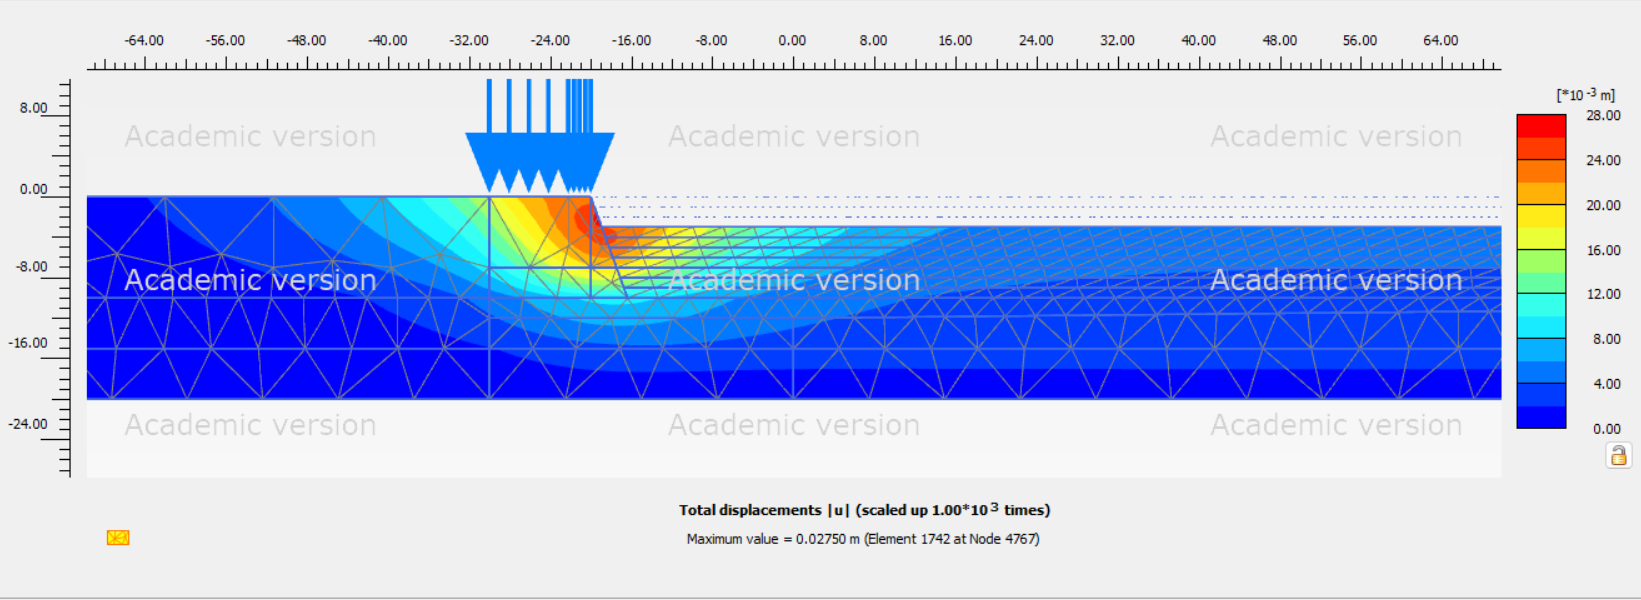 -64.00 -56.00 -48.00 -40.00 -32.00 -24.00 -16.00 -8.00 0.00 8.00 16.00 24.00 32.00 40.00 48.00 56.00 64.00
[*10 -3 m]
8.00
28.00
Academic version Academic version Academic version
24.00
0.00
20.00
16.00
-8.00
Academic version Academic version Academic version
12.00
-16.00
8.00
4.00
-24.00
Academic version Academic version Academic version
0.00
Total displacements |u| (scaled up 1.00*10 3 times)
Maximum value = 0.02750 m (Element 1742 at Node 4767)